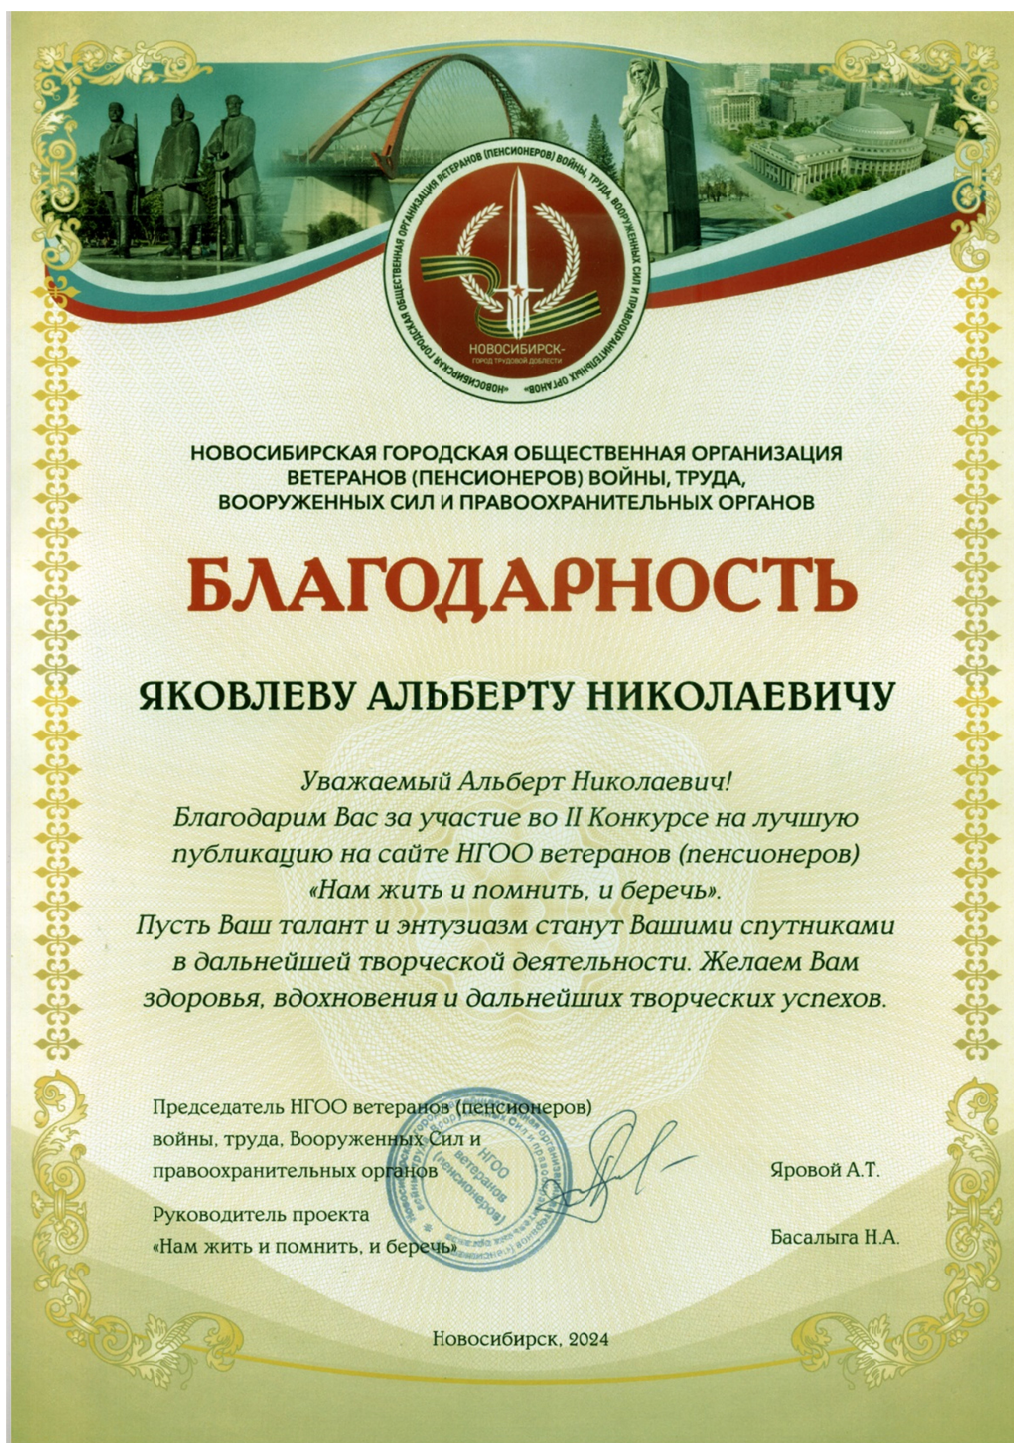 «НОВОСИБИРСКАЯ ГОРОДСКАЯ ОБЩЕСТВЕННАЯ ОРГАНИЗАЦИЯ ВЕТЕРАНОВ (ПЕНСИОНЕРОВ) ВОЙНЫ, ТРУДА, ВООРУЖЕННЫХ СИЛ И ПРАВООХРАНИТЕЛЬНЫХ ОРГАНОВ»
НОВОСИБИРСК-
ГОРОД ТРУДОВОЙ ДОБЛЕСТИ
НОВОСИБИРСКАЯ ГОРОДСКАЯ ОБЩЕСТВЕННАЯ ОРГАНИЗАЦИЯ
ВЕТЕРАНОВ (ПЕНСИОНЕРОВ) ВОЙНЫ, ТРУДА,
ВООРУЖЕННЫХ СИЛ И ПРАВООХРАНИТЕЛЬНЫХ ОРГАНОВ
БЛАГОДАРНОСТЬ
ЯКОВЛЕВУ АЛЬБЕРТУ НИКОЛАЕВИЧУ
Уважаемый Альберт Николаевич!
Благодарим Вас за участие во II Конкурсе на лучшую
публикацию на сайте НГОО ветеранов (пенсионеров)
«Нам жить и помнить, и беречь».
Пусть Ваш талант и энтузиазм станут Вашими спутниками
в дальнейшей творческой деятельности. Желаем Вам
здоровья, вдохновения и дальнейших творческих успехов.
Председатель НГОО ветеранов (пенсионеров)
войны, труда, Вооруженных Сил и
правоохранительных органов
Яровой А.Т.
НГОО
ветеранов
(пенсионеров)
Руководитель проекта
«Нам жить и помнить, и беречь»
Басалыга Н.А.
Новосибирск, 2024